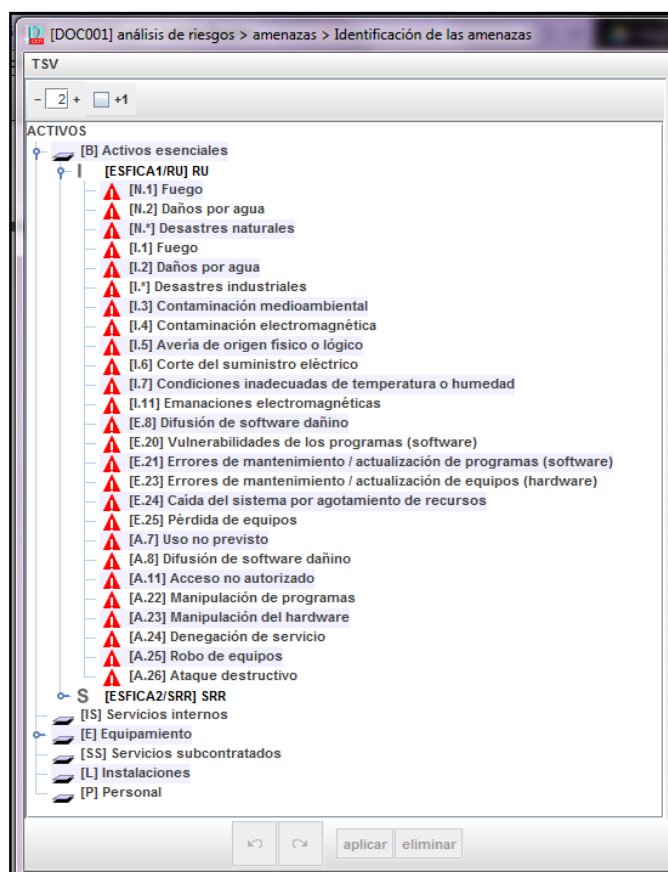 [DOC001] análisis de riesgos > amenazas > Identificación de las amenazas
TSV
- 2 + +1
ACTIVOS
[B] Activos esenciales
I [ESFICA1/RU] RU
[N.1] Fuego
[N.2] Daños por agua
[N.*] Desastres naturales
[I.1] Fuego
[I.2] Daños por agua
[I.*] Desastres industriales
[I.3] Contaminación medioambiental
[I.4] Contaminación electromagnética
[I.5] Avería de origen físico o lógico
[I.6] Corte del suministro eléctrico
[I.7] Condiciones inadecuadas de temperatura o humedad
[I.11] Emanaciones electromagnéticas
[E.8] Difusión de software dañino
[E.20] Vulnerabilidades de los programas (software)
[E.21] Errores de mantenimiento / actualización de programas (software)
[E.23] Errores de mantenimiento / actualización de equipos (hardware)
[E.24] Caída del sistema por agotamiento de recursos
[E.25] Pérdida de equipos
[A.7] Uso no previsto
[A.8] Difusión de software dañino
[A.11] Acceso no autorizado
[A.22] Manipulación de programas
[A.23] Manipulación del hardware
[A.24] Denegación de servicio
[A.25] Robo de equipos
[A.26] Ataque destructivo
S [ESFICA2/SRR] SRR
[IS] Servicios internos
[E] Equipamiento
[SS] Servicios subcontratados
[L] Instalaciones
[P] Personal
aplicar eliminar